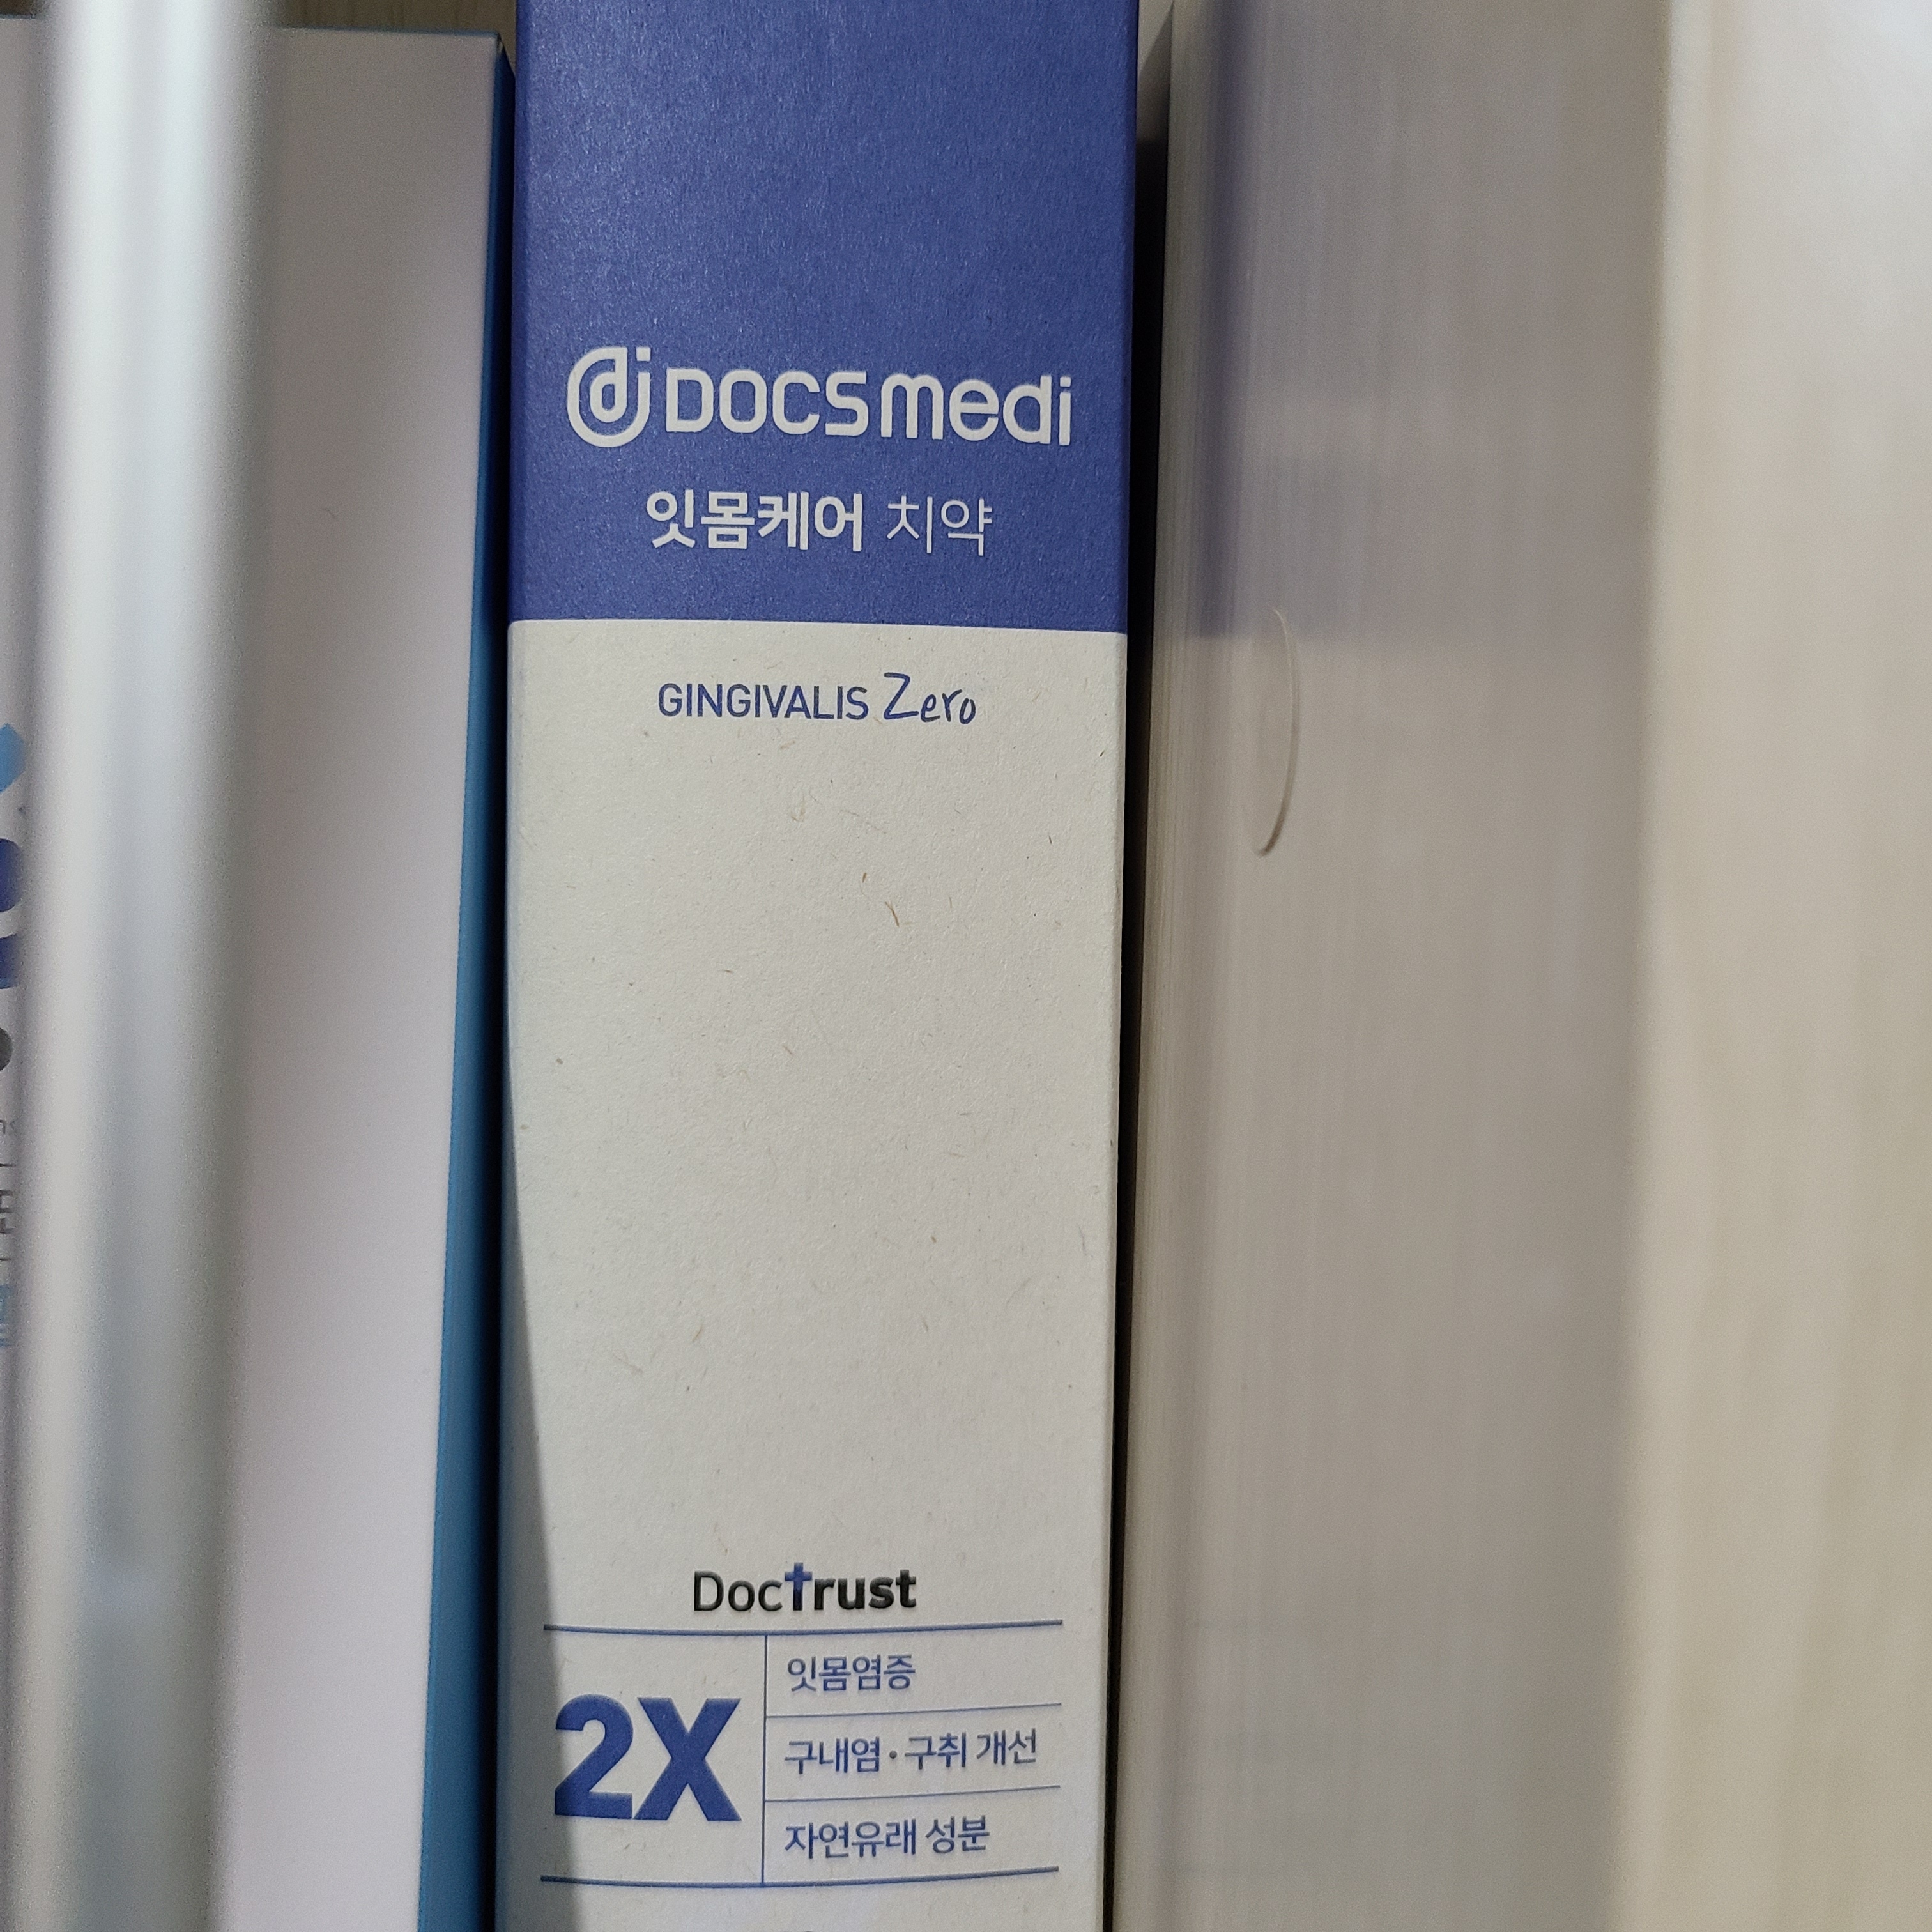 DOCSmedi
잇몸케어 치약
GINGIVALIS Zero
Doctrust
2X
잇몸염증
구내염·구취 개선
자연유래 성분